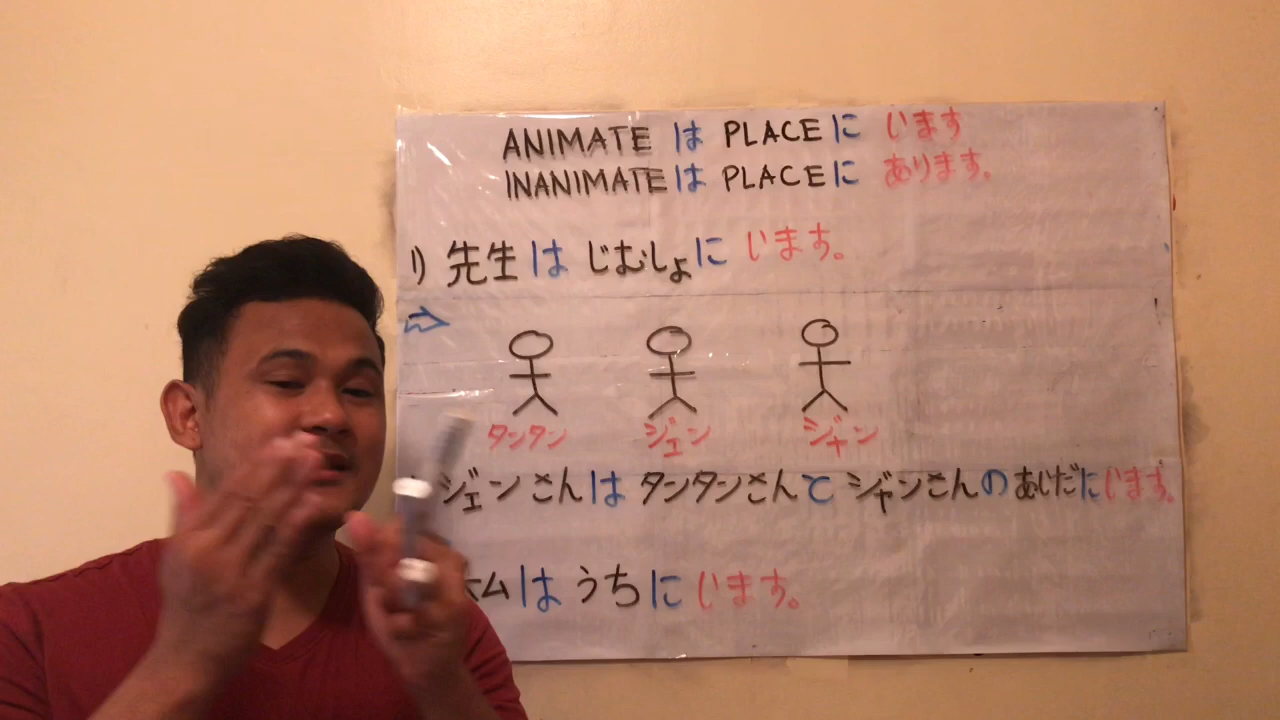 ANIMATE は PLACE に います
INANIMATE は PLACE に あります。
1) 先生 は じむしょ に います。
タンタン ジェン ジャン
ジェンさん は タンタンさん と ジャンさん の あいだ に います。
は うち に います。